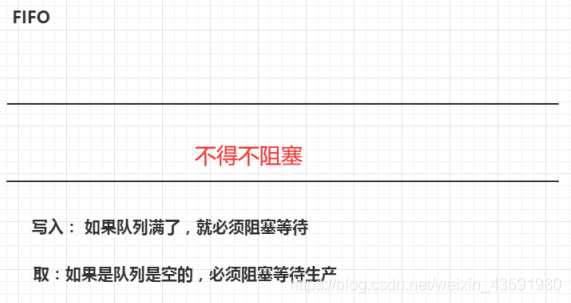 FIFO
不得不阻塞
写入： 如果队列满了，就必须阻塞等待
取：如果是队列是空的，必须阻塞等待生产
https://blog.csdn.net/weixin_43591980